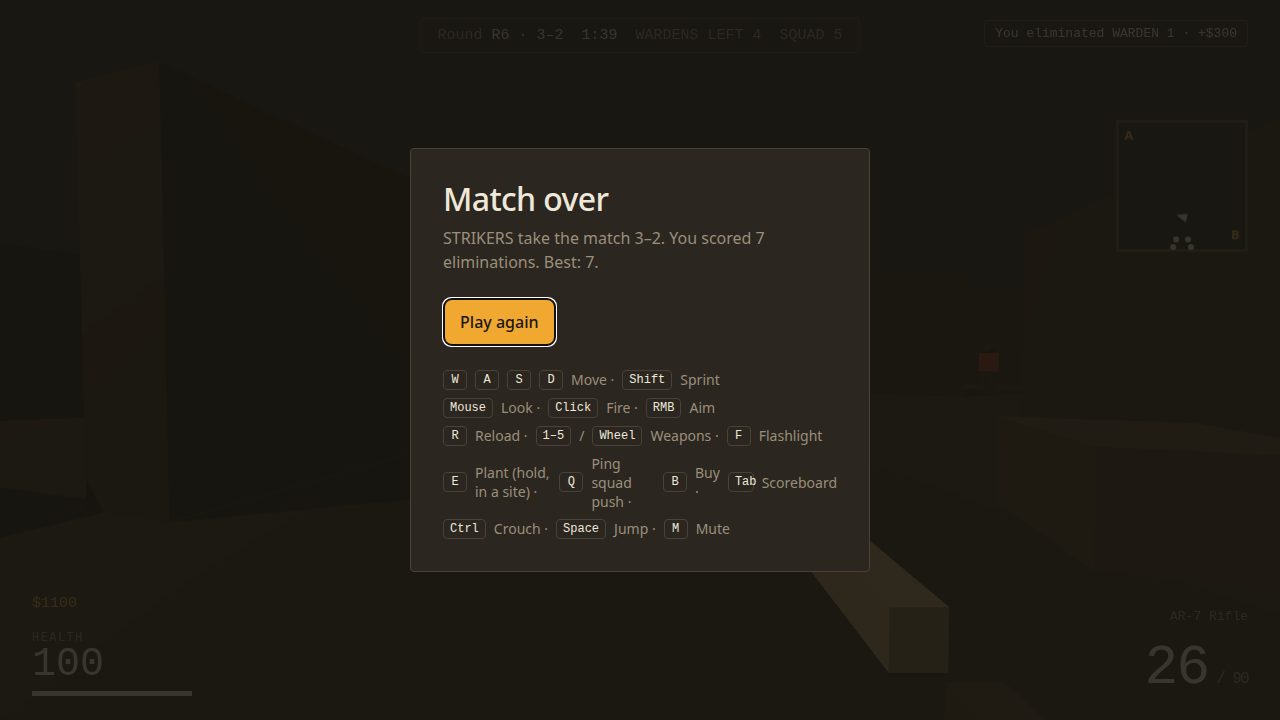 Round R6 · 3–2 1:39 WARDENS LEFT 4 SQUAD 5
You eliminated WARDEN 1 · +$300
A
B
Match over
STRIKERS take the match 3–2. You scored 7
eliminations. Best: 7.
Play again
W A S D Move · Shift Sprint
Mouse Look · Click Fire · RMB Aim
R Reload · 1–5 / Wheel Weapons · F Flashlight
E Plant (hold, in a site) · Q Ping squad push · B Buy · Tab Scoreboard
Ctrl Crouch · Space Jump · M Mute
$1100
HEALTH
100
AR-7 Rifle
26 / 90